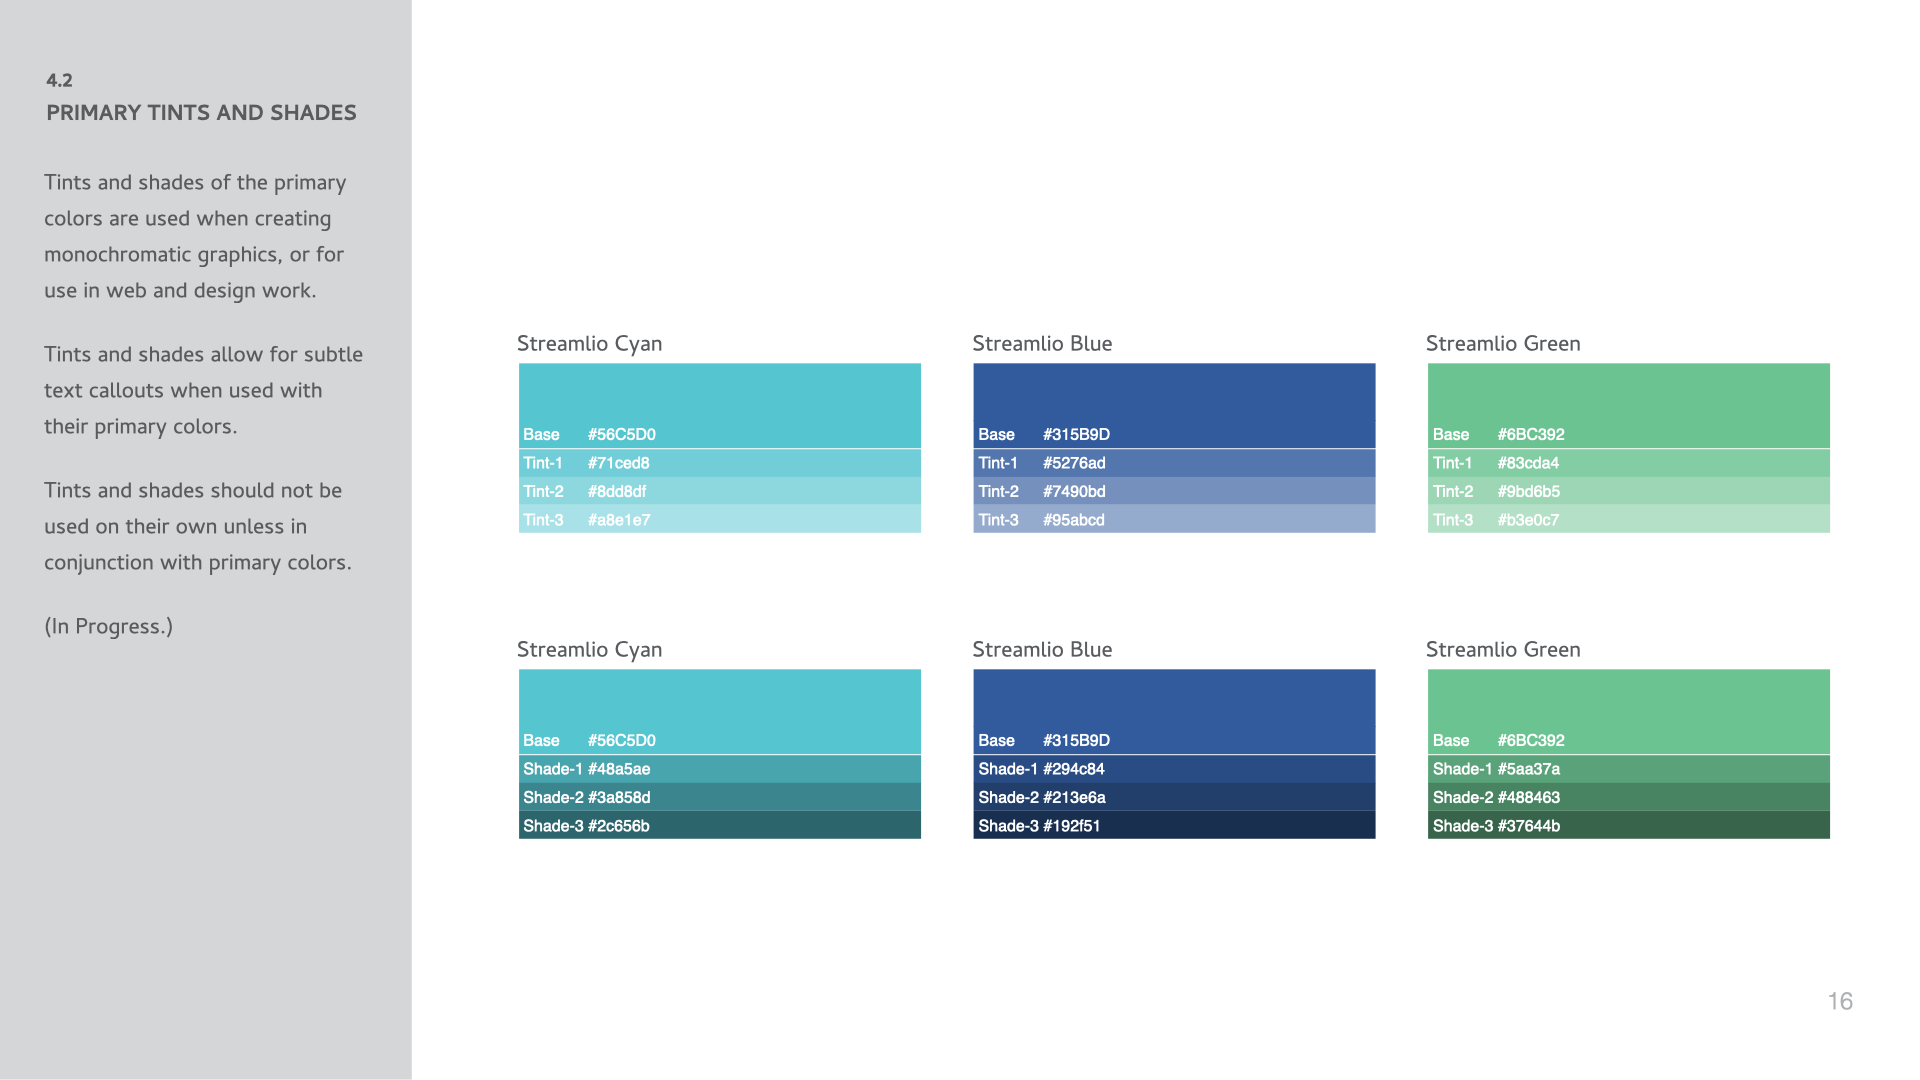 4.2
PRIMARY TINTS AND SHADES
Tints and shades of the primary
colors are used when creating
monochromatic graphics, or for
use in web and design work.
Tints and shades allow for subtle
text callouts when used with
their primary colors.
Tints and shades should not be
used on their own unless in
conjunction with primary colors.
(In Progress.)
Streamlio Cyan
Base #56C5D0
Tint-1 #71ced8
Tint-2 #8dd8df
Tint-3 #a8e1e7
Streamlio Blue
Base #315B9D
Tint-1 #5276ad
Tint-2 #7490bd
Tint-3 #95abcd
Streamlio Green
Base #6BC392
Tint-1 #83cda4
Tint-2 #9bd6b5
Tint-3 #b3e0c7
Streamlio Cyan
Base #56C5D0
Shade-1 #48a5ae
Shade-2 #3a858d
Shade-3 #2c656b
Streamlio Blue
Base #315B9D
Shade-1 #294c84
Shade-2 #213e6a
Shade-3 #192f51
Streamlio Green
Base #6BC392
Shade-1 #5aa37a
Shade-2 #488463
Shade-3 #37644b
16